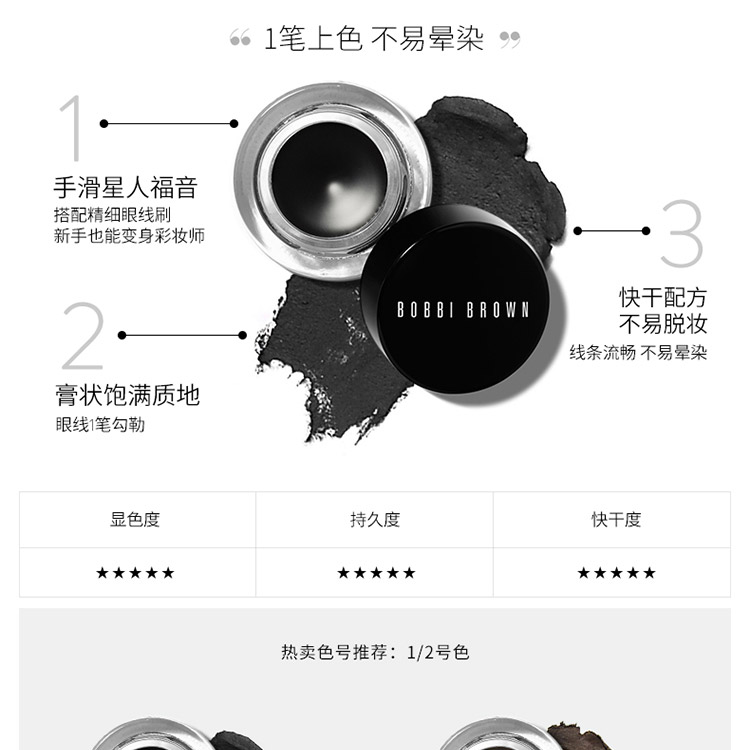 “ 1笔上色 不易晕染 ”
1
手滑星人福音
搭配精细眼线刷
新手也能变身彩妆师
2
膏状饱满质地
眼线1笔勾勒
3
快干配方
不易脱妆
线条流畅 不易晕染
BOBBI BROWN
显色度 持久度 快干度
★★★★★ ★★★★★ ★★★★★
热卖色号推荐：1/2号色